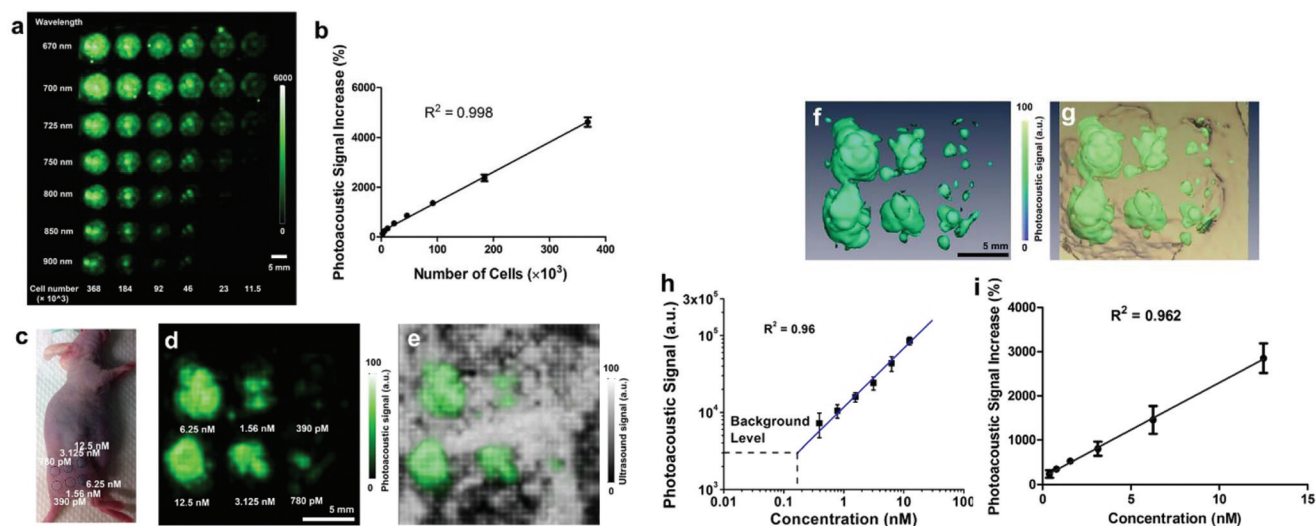 a
Wavelength
670 nm
700 nm
725 nm
750 nm
800 nm
850 nm
900 nm
6000
0
5 mm
Cell number
(× 10^3)
368 184 92 46 23 11.5
b
Photoacoustic Signal Increase (%)
6000
4000
2000
0
R² = 0.998
0 100 200 300 400
Number of Cells (×10³)
c
12.5 nM
3.125 nM
780 pM
6.25 nM
1.56 nM
390 pM
d
6.25 nM 1.56 nM 390 pM
12.5 nM 3.125 nM 780 pM
5 mm
100
0
Photoacoustic signal (a.u.)
e
100
0
Ultrasound signal (a.u.)
f
5 mm
100
0
Photoacoustic signal (a.u.)
g
h
Photoacoustic Signal (a.u.)
3x10⁵
10⁵
10⁴
10³
R² = 0.96
Background
Level
0.01 0.1 1 10 100
Concentration (nM)
i
Photoacoustic Signal Increase (%)
4000
3000
2000
1000
0
R² = 0.962
0 5 10 15
Concentration (nM)